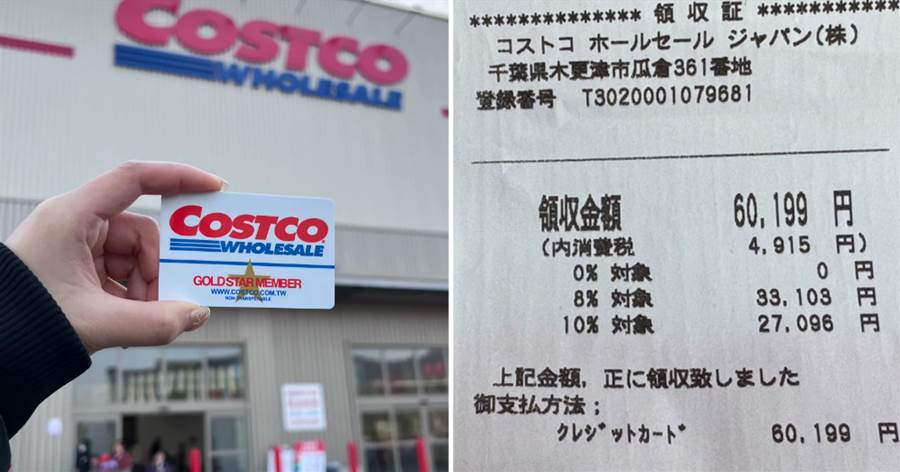 COSTCO
WHOLESALE
COSTCO
WHOLESALE
GOLD STAR MEMBER
WWW.COSTCO.COM.TW
NON-TRANSFERABLE
************** 領収証 ************
コストコ ホールセール ジャパン(株)
千葉県木更津市瓜倉361番地
登録番号 T3020001079681
領収金額 60,199 円
(内消費税 4,915 円)
0% 対象 0 円
8% 対象 33,103 円
10% 対象 27,096 円
上記金額，正に領収致しました
御支払方法；
クレジットカード 60,199 円